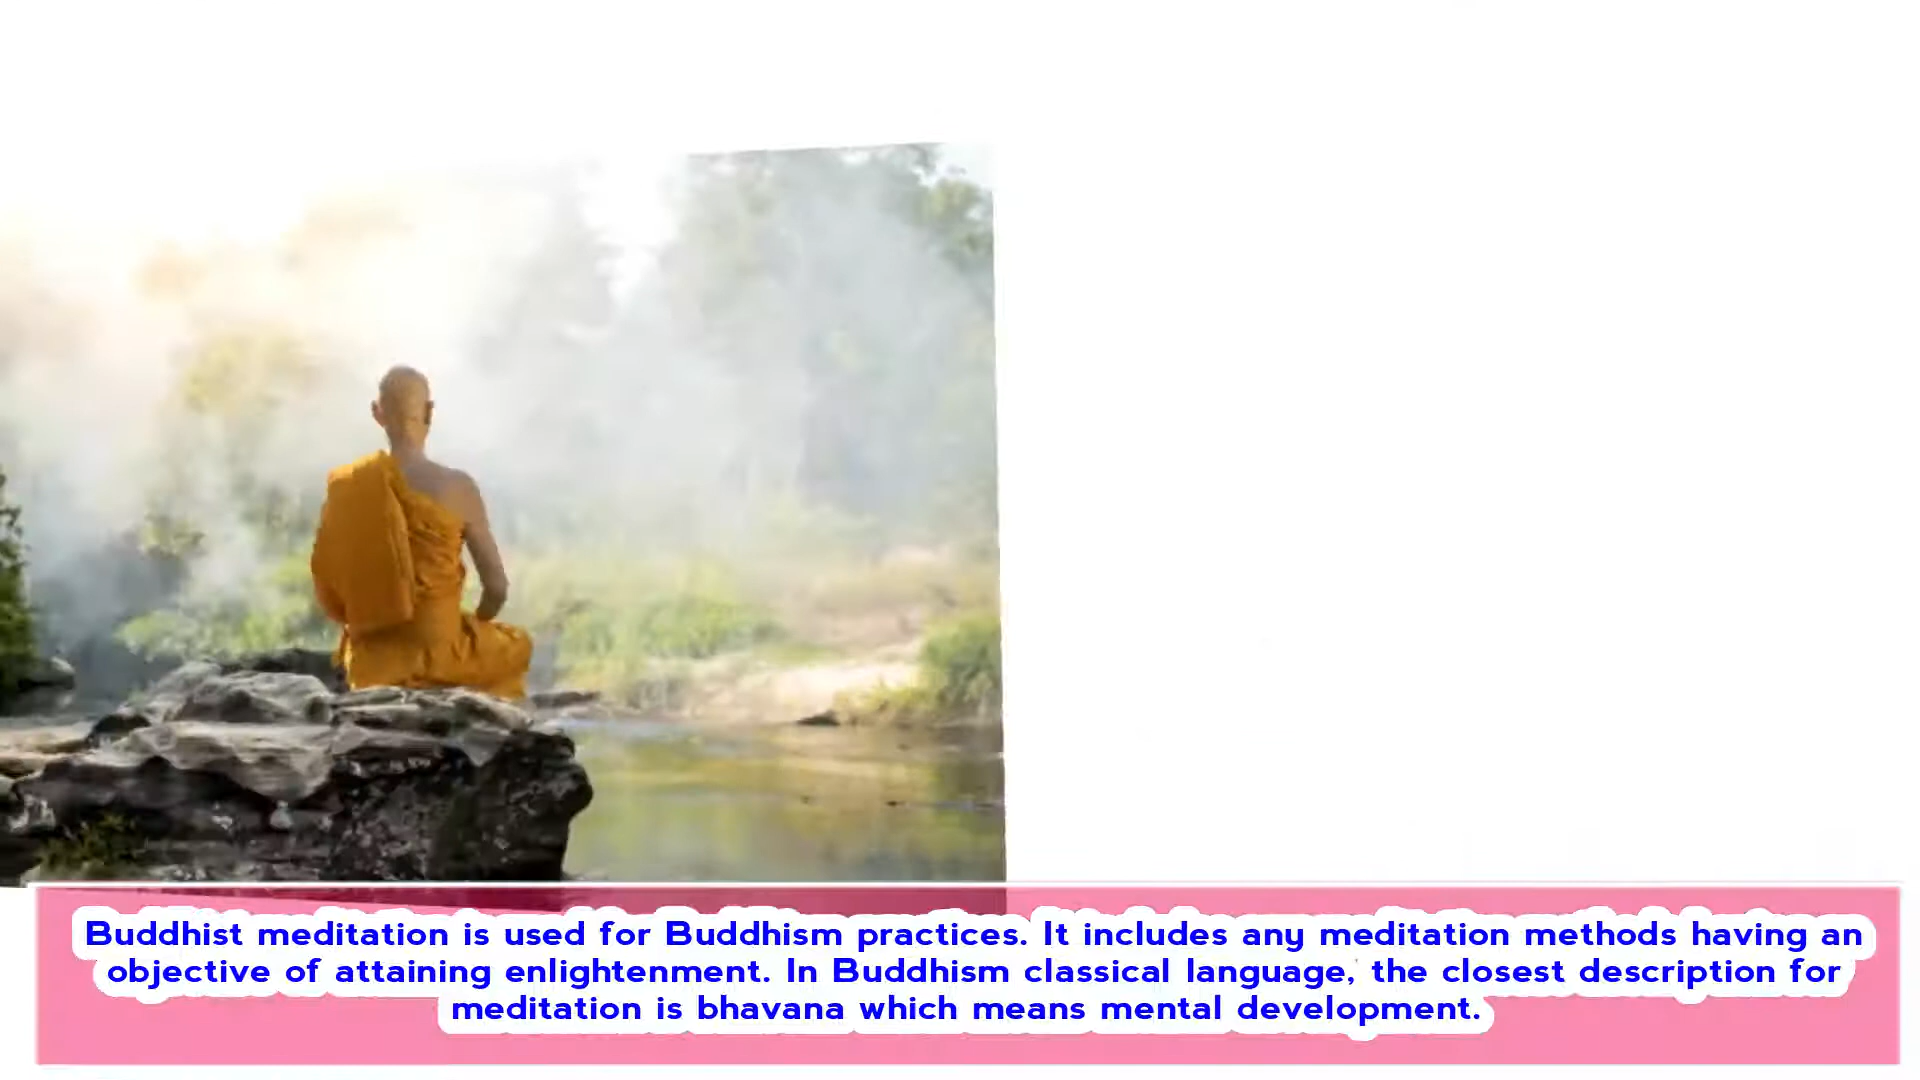 Buddhist meditation is used for Buddhism practices. It includes any meditation methods having an
objective of attaining enlightenment. In Buddhism classical language, the closest description for
meditation is bhavana which means mental development.